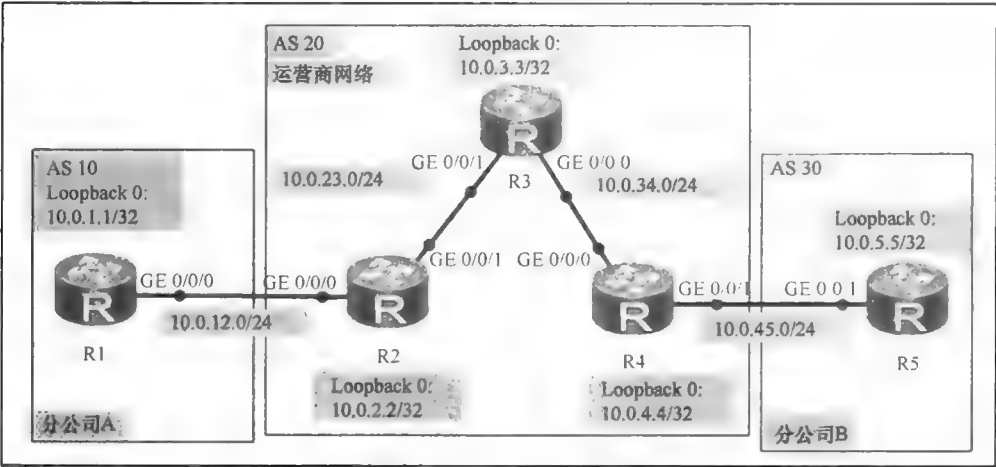 AS 20
运营商网络
Loopback 0:
10.0.3.3/32
R
R3
GE 0/0/1
GE 0/0 0
10.0.23.0/24
10.0.34.0/24
AS 10
Loopback 0:
10.0.1.1/32
R
R1
GE 0/0/0
GE 0/0/0
10.0.12.0/24
GE 0/0/1
R
R2
Loopback 0:
10.0.2.2/32
GE 0/0/0
R
R4
GE 0/0/1
Loopback 0:
10.0.4.4/32
10.0.45.0/24
AS 30
Loopback 0:
10.0.5.5/32
GE 0 0 1
R
R5
分公司A
分公司B